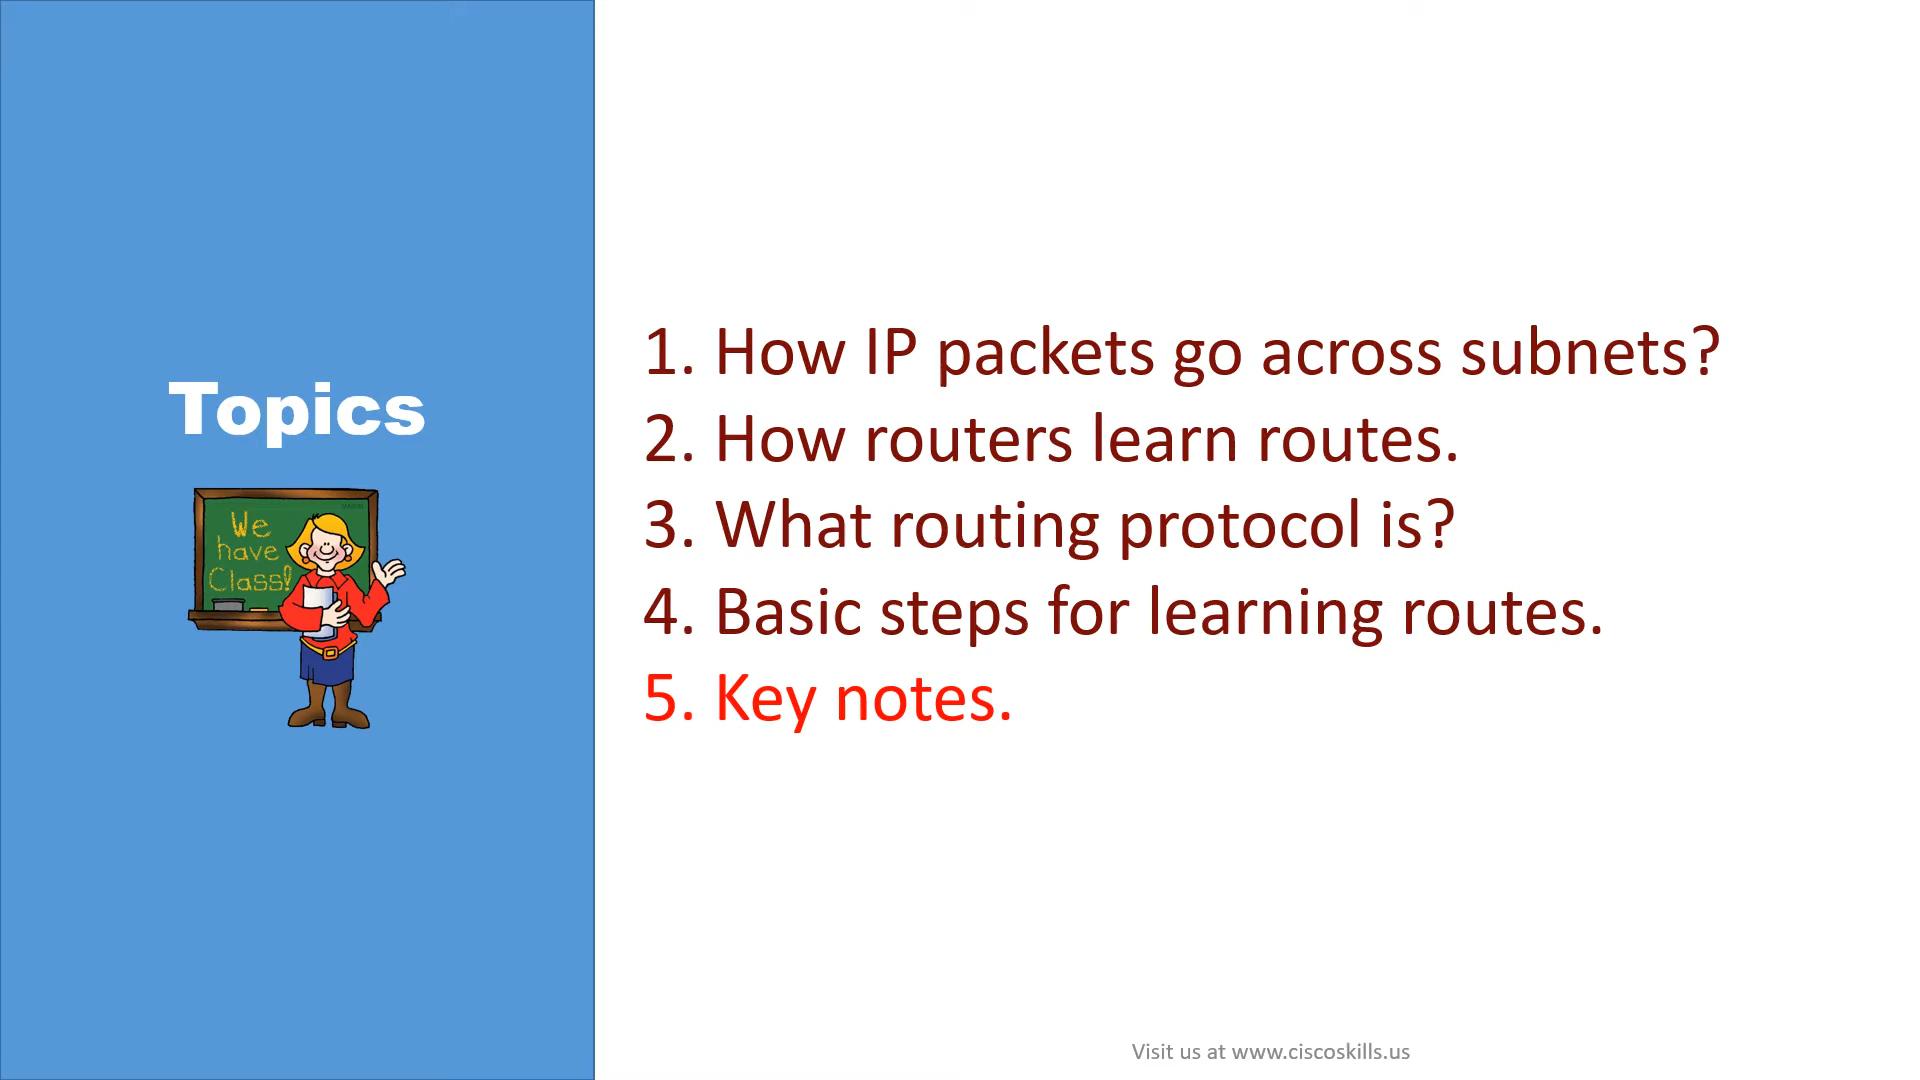 Topics
We
have
Class!
1. How IP packets go across subnets?
2. How routers learn routes.
3. What routing protocol is?
4. Basic steps for learning routes.
5. Key notes.
Visit us at www.ciscoskills.us